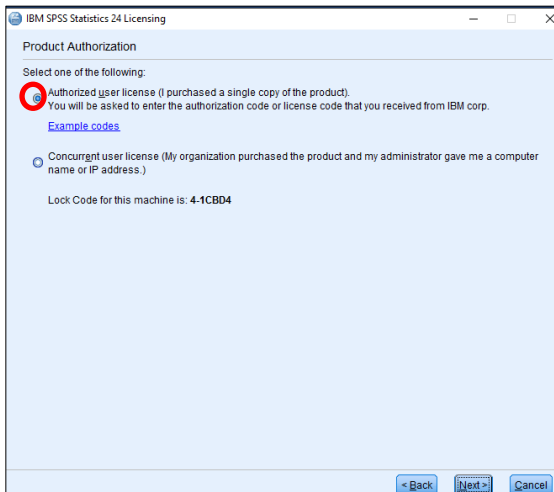 IBM SPSS Statistics 24 Licensing
Product Authorization
Select one of the following:
Authorized user license (I purchased a single copy of the product).
You will be asked to enter the authorization code or license code that you received from IBM corp.
Example codes
Concurrent user license (My organization purchased the product and my administrator gave me a computer
name or IP address.)
Lock Code for this machine is: 4-1CBD4
< Back Next > Cancel